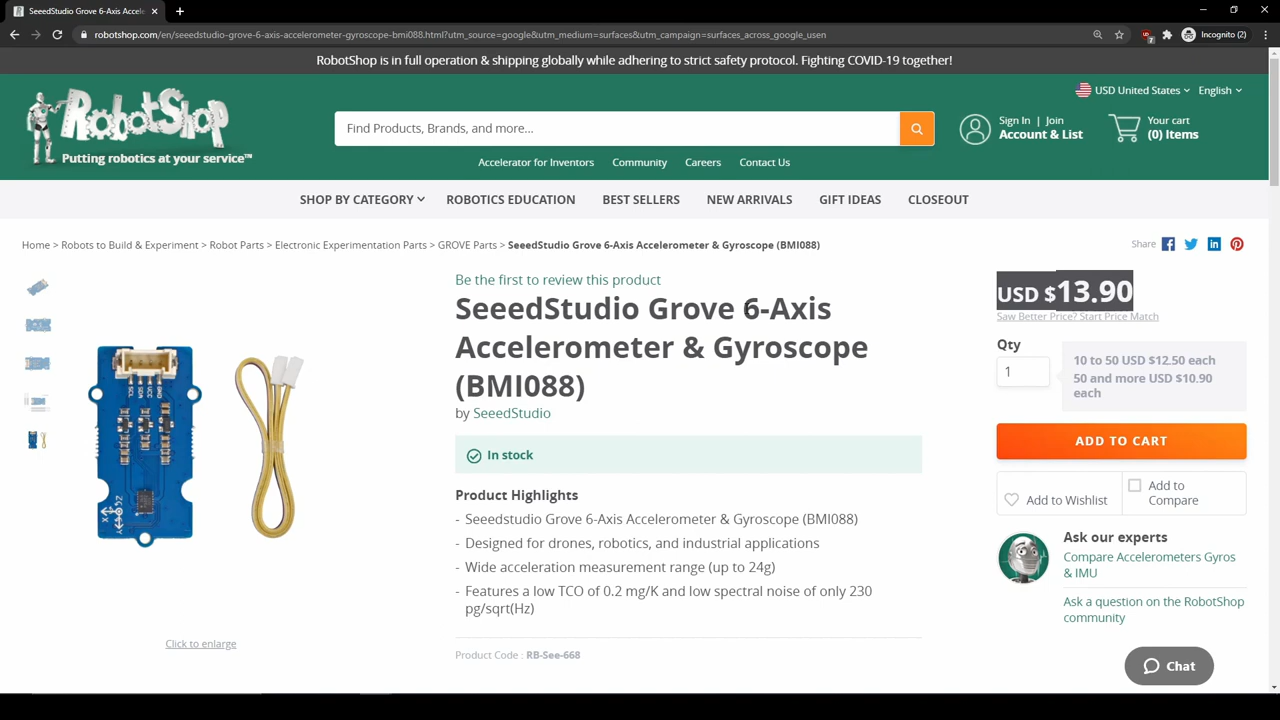 SeeedStudio Grove 6-Axis Accele
robotshop.com/en/seeedstudio-grove-6-axis-accelerometer-gyroscope-bmi088.html?utm_source=google&utm_medium=surfaces&utm_campaign=surfaces_across_google_usen
7
Incognito (2)
RobotShop is in full operation & shipping globally while adhering to strict safety protocol. Fighting COVID-19 together!
USD United States
English
RobotShop
Putting robotics at your service™
Find Products, Brands, and more...
Sign In | Join
Account & List
Your cart
(0) Items
Accelerator for Inventors
Community
Careers
Contact Us
SHOP BY CATEGORY
ROBOTICS EDUCATION
BEST SELLERS
NEW ARRIVALS
GIFT IDEAS
CLOSEOUT
Home > Robots to Build & Experiment > Robot Parts > Electronic Experimentation Parts > GROVE Parts > SeeedStudio Grove 6-Axis Accelerometer & Gyroscope (BMI088)
Share
Be the first to review this product
SeeedStudio Grove 6-Axis
Accelerometer & Gyroscope
(BMI088)
by SeeedStudio
In stock
Product Highlights
- Seeedstudio Grove 6-Axis Accelerometer & Gyroscope (BMI088)
- Designed for drones, robotics, and industrial applications
- Wide acceleration measurement range (up to 24g)
- Features a low TCO of 0.2 mg/K and low spectral noise of only 230
pg/sqrt(Hz)
Product Code : RB-See-668
USD $13.90
Saw Better Price? Start Price Match
Qty
1
10 to 50 USD $12.50 each
50 and more USD $10.90
each
ADD TO CART
Add to Wishlist
Add to
Compare
Ask our experts
Compare Accelerometers Gyros
& IMU
Ask a question on the RobotShop
community
Chat
SCL
SDA
VCC
GND
Z
X
Y
Click to enlarge